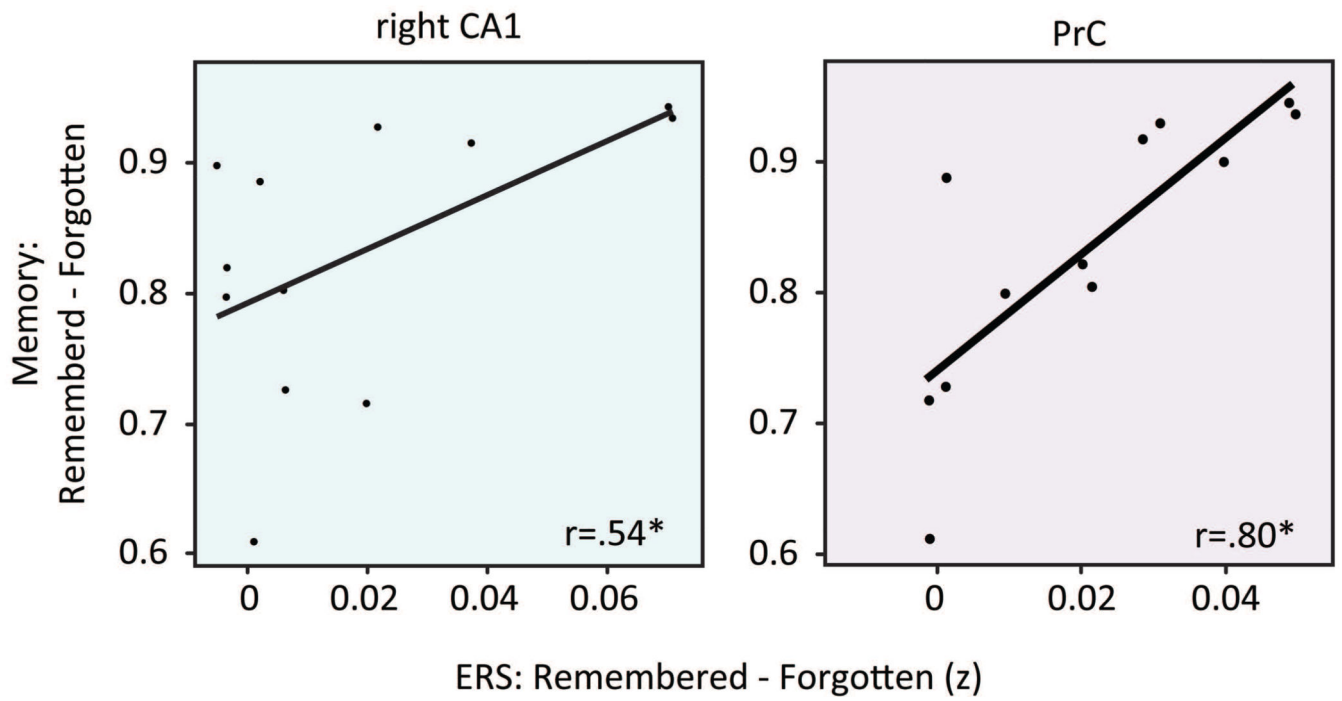 right CA1
PrC
Memory:
Rememberd - Forgotten
0.9
0.8
0.7
0.6
r=.54*
0
0.02
0.04
0.06
0.9
0.8
0.7
0.6
r=.80*
0
0.02
0.04
ERS: Remembered - Forgotten (z)